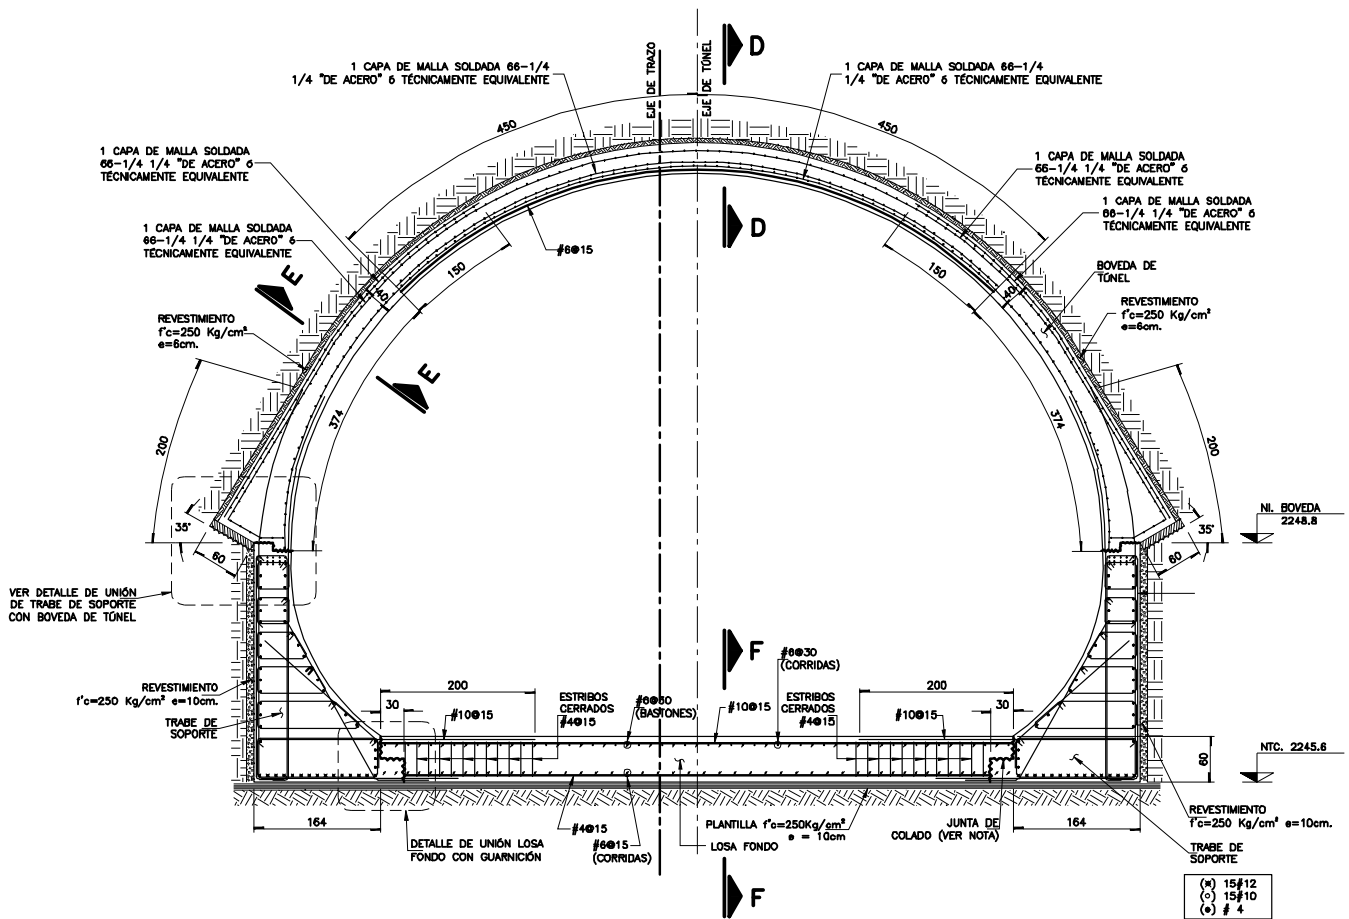 1 CAPA DE MALLA SOLDADA 66-1/4
1/4 "DE ACERO" ó TÉCNICAMENTE EQUIVALENTE
EJE DE TRAZO
EJE DE TÚNEL
D
1 CAPA DE MALLA SOLDADA 66-1/4
1/4 "DE ACERO" ó TÉCNICAMENTE EQUIVALENTE
450
450
1 CAPA DE MALLA SOLDADA
66-1/4 1/4 "DE ACERO" ó
TÉCNICAMENTE EQUIVALENTE
1 CAPA DE MALLA SOLDADA
66-1/4 1/4 "DE ACERO" ó
TÉCNICAMENTE EQUIVALENTE
1 CAPA DE MALLA SOLDADA
66-1/4 1/4 "DE ACERO" ó
TÉCNICAMENTE EQUIVALENTE
1 CAPA DE MALLA SOLDADA
66-1/4 1/4 "DE ACERO" ó
TÉCNICAMENTE EQUIVALENTE
D
#6@15
150
150
40
40
E
BOVEDA DE
TÚNEL
REVESTIMIENTO
f'c=250 Kg/cm²
e=6cm.
REVESTIMIENTO
f'c=250 Kg/cm²
e=6cm.
E
374
374
200
200
35°
60
35°
60
NI. BOVEDA
2248.8
VER DETALLE DE UNIÓN
DE TRABE DE SOPORTE
CON BOVEDA DE TÚNEL
F
#6@30
(CORRIDAS)
REVESTIMIENTO
f'c=250 Kg/cm² e=10cm.
TRABE DE
SOPORTE
200
30
#10@15
ESTRIBOS
CERRADOS
#4@15
#6@60
(BASTONES)
#10@15
ESTRIBOS
CERRADOS
#4@15
200
30
#10@15
60
NTC. 2245.6
164
DETALLE DE UNIÓN LOSA
FONDO CON GUARNICIÓN
#4@15
#6@15
(CORRIDAS)
LOSA FONDO
PLANTILLA f'c=250Kg/cm²
e = 10cm
JUNTA DE
COLADO (VER NOTA)
164
REVESTIMIENTO
f'c=250 Kg/cm² e=10cm.
TRABE DE
SOPORTE
F
15#12
15#10
# 4